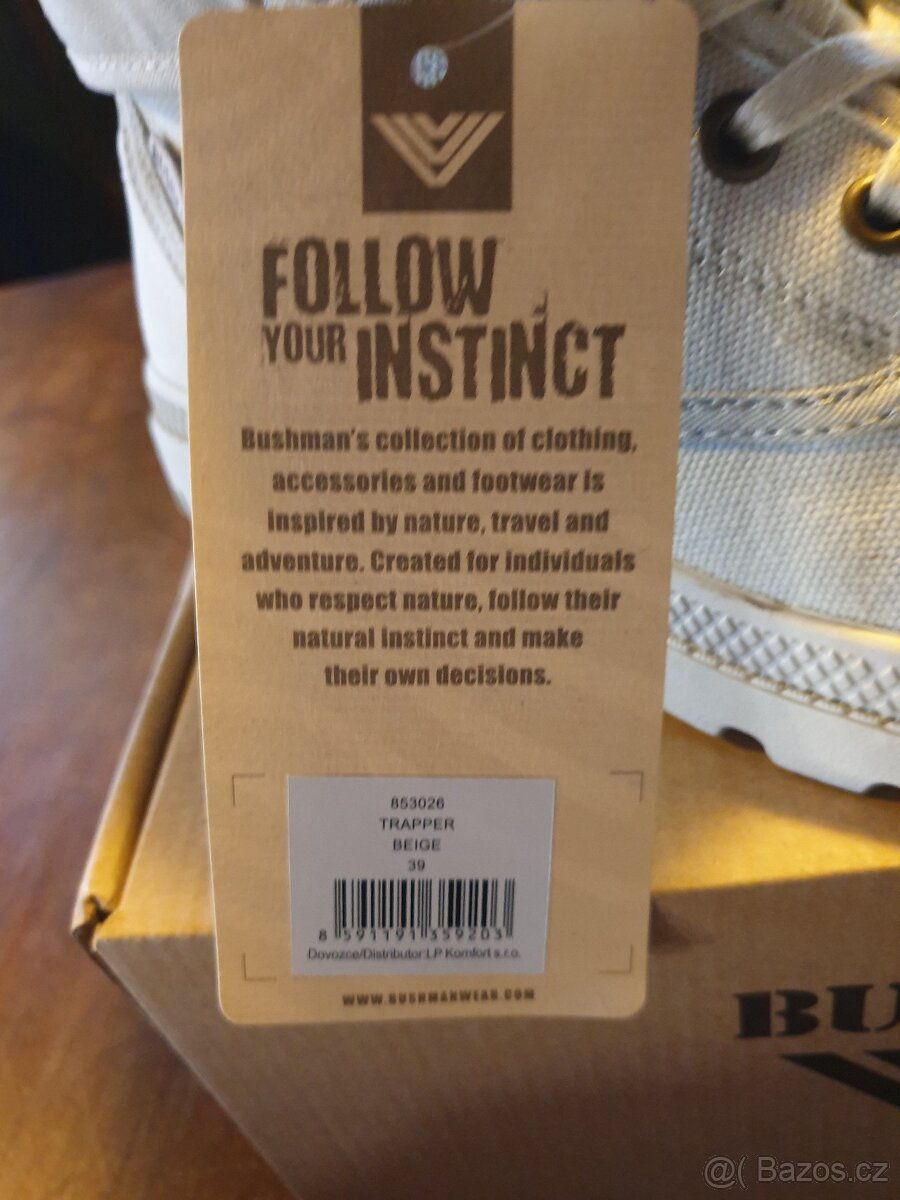 FOLLOW
YOUR INSTINCT
Bushman's collection of clothing,
accessories and footwear is
inspired by nature, travel and
adventure. Created for individuals
who respect nature, follow their
natural instinct and make
their own decisions.
853026
TRAPPER
BEIGE
39
8 591191 359203
Dovozce/Distributor:LP Komfort s.r.o.
WWW.BUSHMANWEAR.COM
BU
@( Bazos.cz